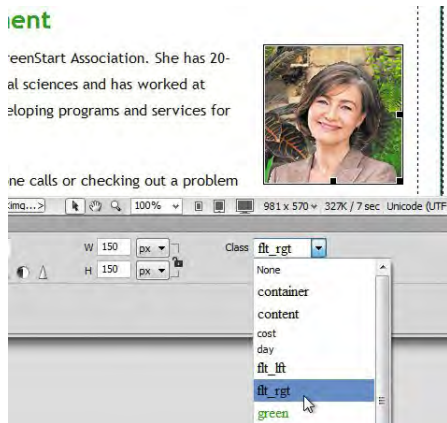 ent
reenStart Association. She has 20-
al sciences and has worked at
eloping programs and services for
ne calls or checking out a problem
img...> 100% 981 x 570 327K / 7 sec Unicode (UTF
W 150 px Class flt_rgt
H 150 px
None
container
content
cost
day
flt_lft
flt_rgt
green